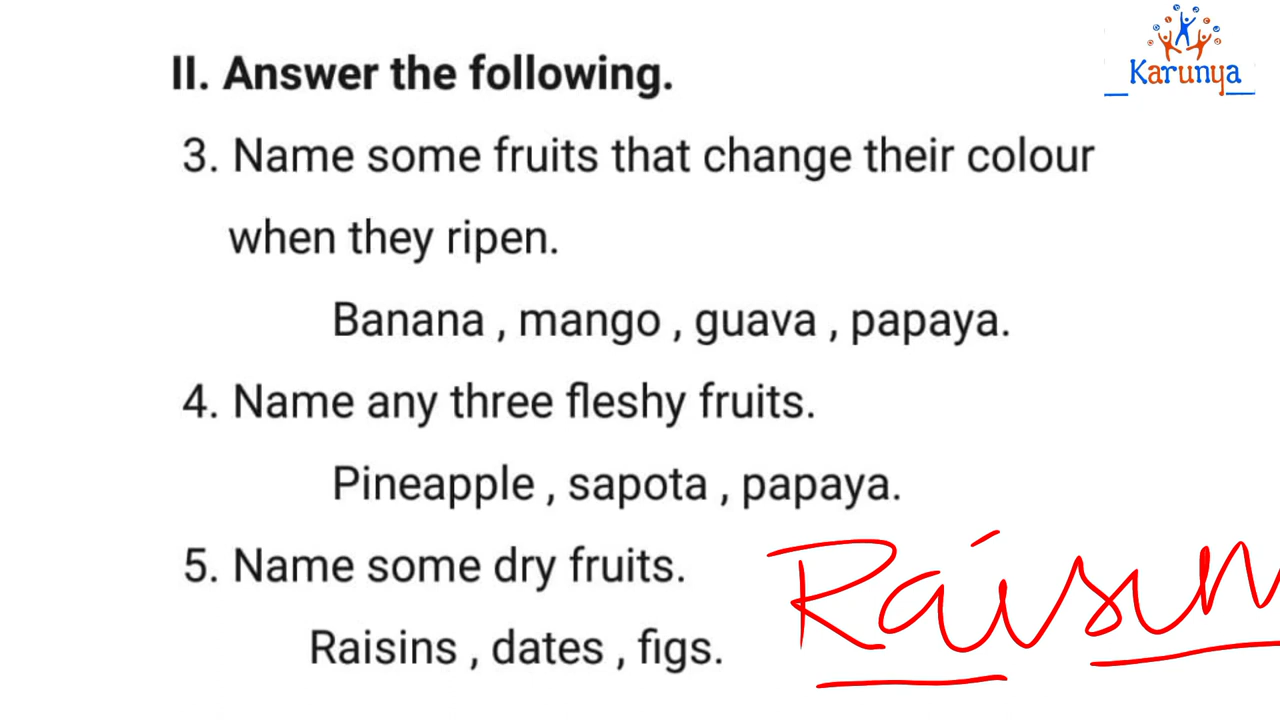 Karunya
II. Answer the following.
3. Name some fruits that change their colour
when they ripen.
Banana , mango , guava , papaya.
4. Name any three fleshy fruits.
Pineapple , sapota , papaya.
5. Name some dry fruits.
Raisins , dates , figs.
Raisin